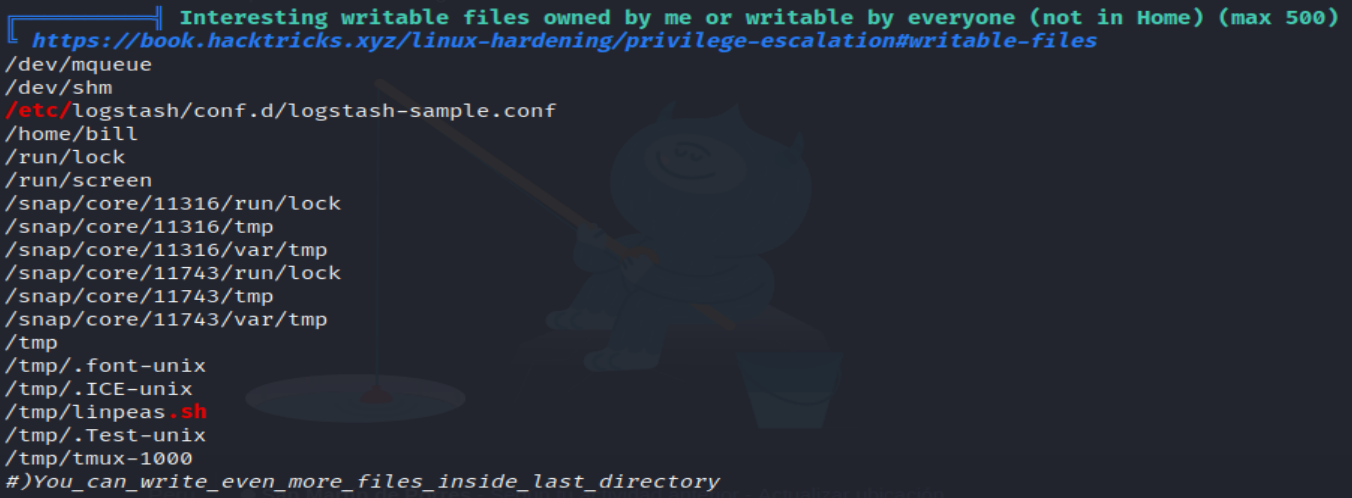 ╔══════════╣ Interesting writable files owned by me or writable by everyone (not in Home) (max 500)
╚ https://book.hacktricks.xyz/linux-hardening/privilege-escalation#writable-files
/dev/mqueue
/dev/shm
/etc/logstash/conf.d/logstash-sample.conf
/home/bill
/run/lock
/run/screen
/snap/core/11316/run/lock
/snap/core/11316/tmp
/snap/core/11316/var/tmp
/snap/core/11743/run/lock
/snap/core/11743/tmp
/snap/core/11743/var/tmp
/tmp
/tmp/.font-unix
/tmp/.ICE-unix
/tmp/linpeas.sh
/tmp/.Test-unix
/tmp/tmux-1000
#)You_can_write_even_more_files_inside_last_directory